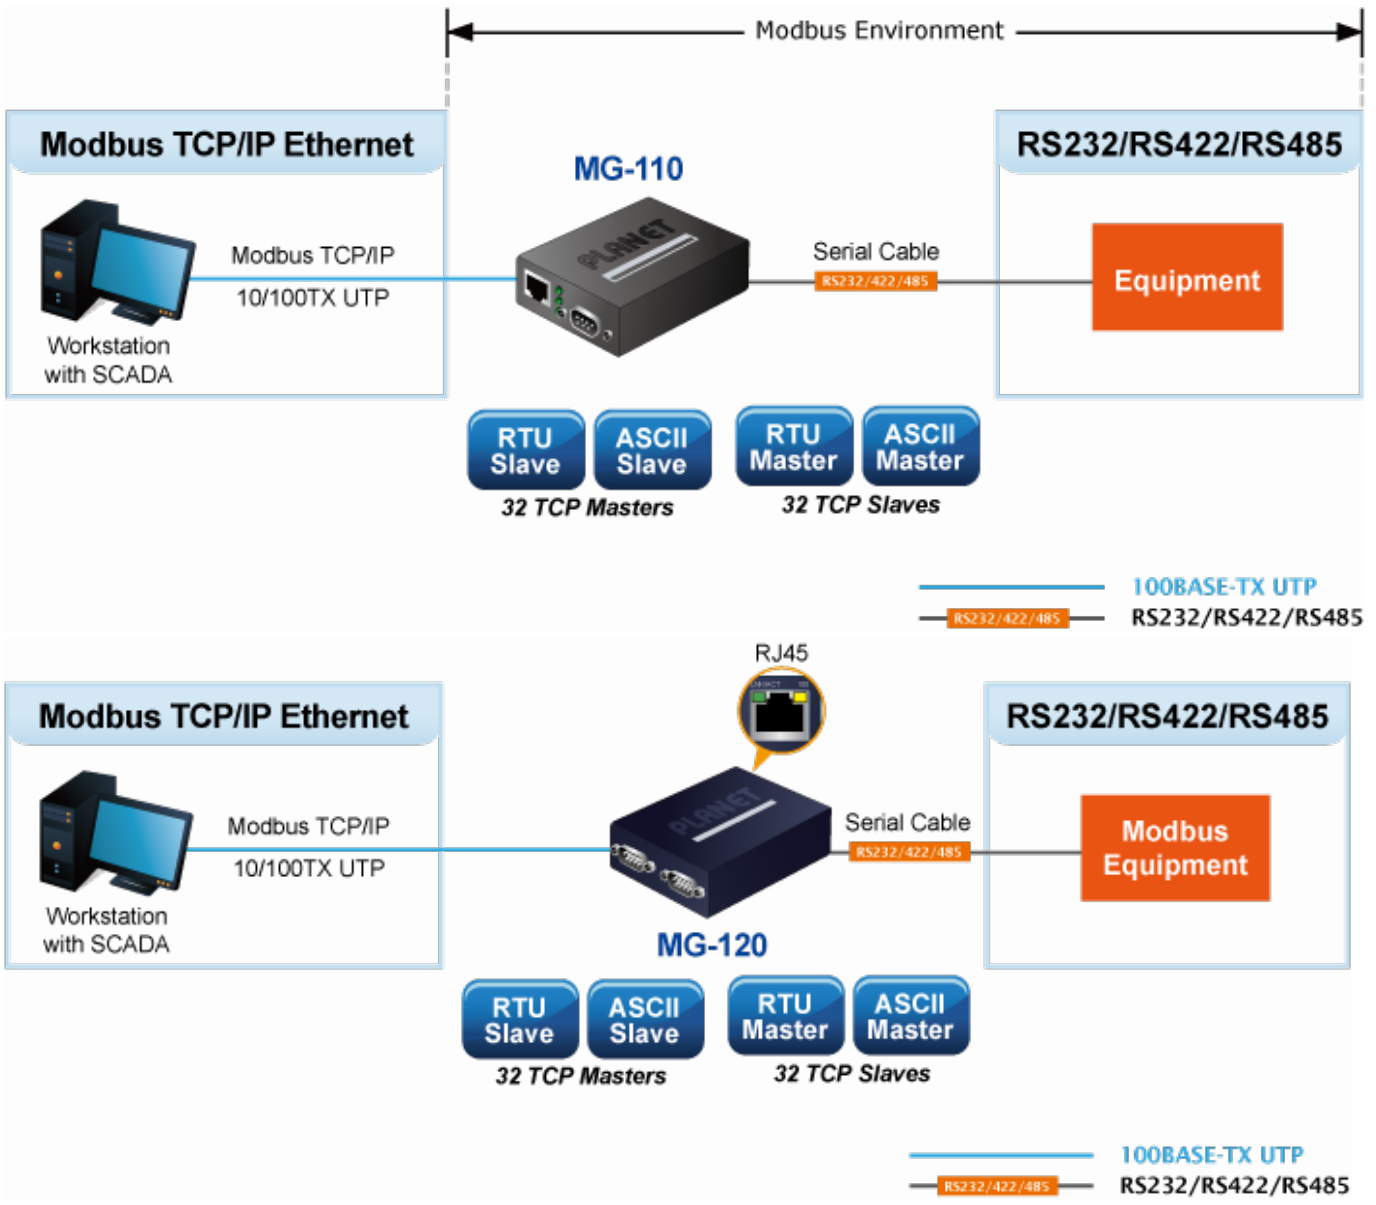 Modbus Environment
Modbus TCP/IP Ethernet
RS232/RS422/RS485
MG-110
PLANET
Modbus TCP/IP
10/100TX UTP
Serial Cable
RS232/422/485
Equipment
Workstation
with SCADA
RTU
Slave
ASCII
Slave
RTU
Master
ASCII
Master
32 TCP Masters
32 TCP Slaves
100BASE-TX UTP
RS232/422/485
RS232/RS422/RS485
RJ45
Modbus TCP/IP Ethernet
RS232/RS422/RS485
PLANET
Modbus TCP/IP
10/100TX UTP
Serial Cable
RS232/422/485
Modbus
Equipment
Workstation
with SCADA
MG-120
RTU
Slave
ASCII
Slave
RTU
Master
ASCII
Master
32 TCP Masters
32 TCP Slaves
100BASE-TX UTP
RS232/422/485
RS232/RS422/RS485